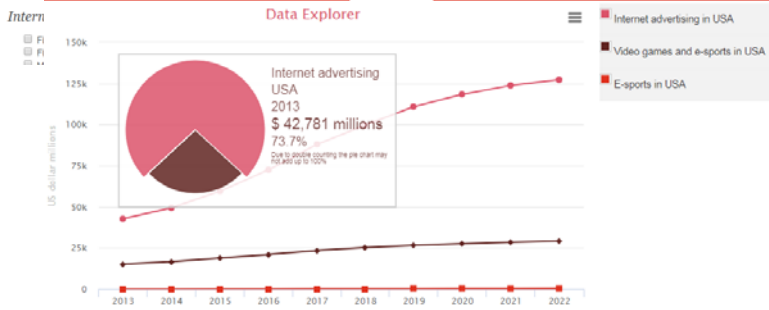 Intern
Data Explorer
Fi
Fi
US dollar millions
150k
125k
100k
75k
50k
25k
0
Internet advertising
USA
2013
$ 42,781 millions
73.7%
Due to double counting the pie chart may
not add up to 100%
2013 2014 2015 2016 2017 2018 2019 2020 2021 2022
Internet advertising in USA
Video games and e-sports in USA
E-sports in USA